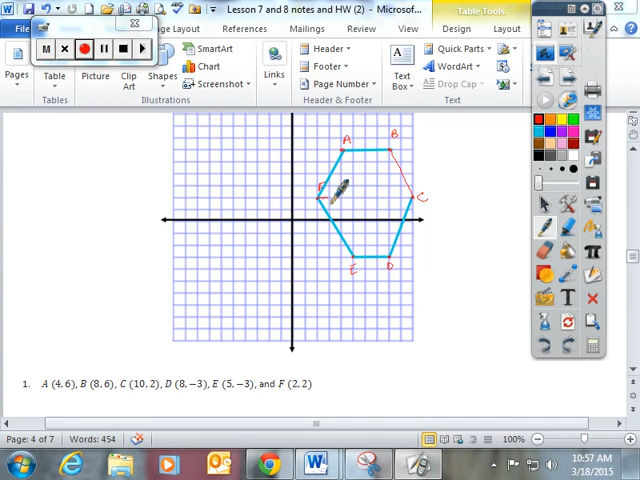 Lesson 7 and 8 notes and HW (2) - Microsoft...
Table Tools
File
References
Mailings
Review
View
Design
Layout
M
Pages
Table
Picture
Clip Art
Shapes
SmartArt
Chart
Screenshot
Links
Header
Footer
Page Number
Text Box
Quick Parts
WordArt
Drop Cap
Tables
Illustrations
Header & Footer
Text
A
B
F
C
E
D
1. A (4, 6), B (8, 6), C (10, 2), D (8, −3), E (5, −3), and F (2, 2)
Page: 4 of 7
Words: 454
100%
10:57 AM
3/18/2015